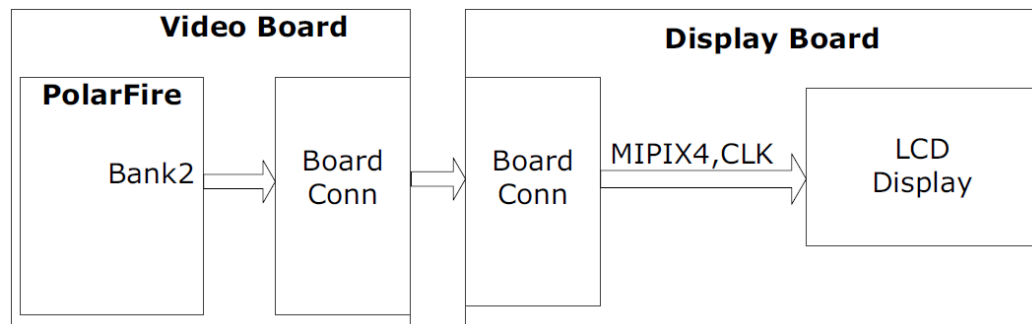 Video Board
Display Board
PolarFire
Bank2
Board
Conn
Board
Conn
MIPIX4,CLK
LCD
Display